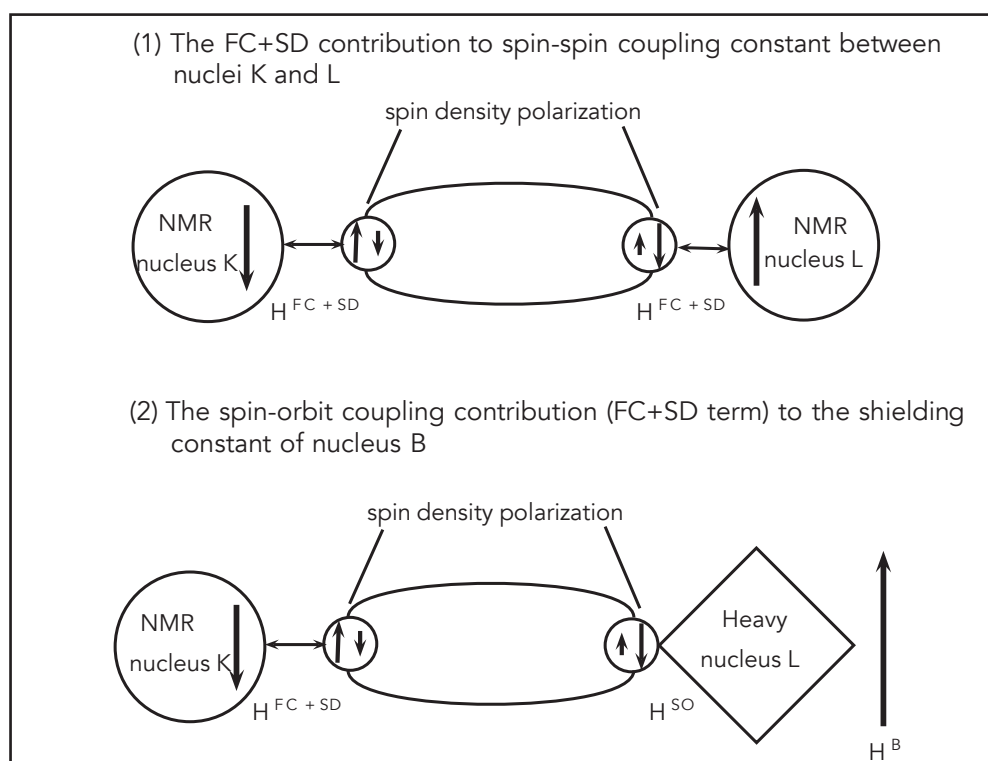 (1) The FC+SD contribution to spin-spin coupling constant between
nuclei K and L
spin density polarization
NMR
nucleus K
NMR
nucleus L
H FC + SD
H FC + SD
(2) The spin-orbit coupling contribution (FC+SD term) to the shielding
constant of nucleus B
spin density polarization
NMR
nucleus K
Heavy
nucleus L
H FC + SD
H SO
H B